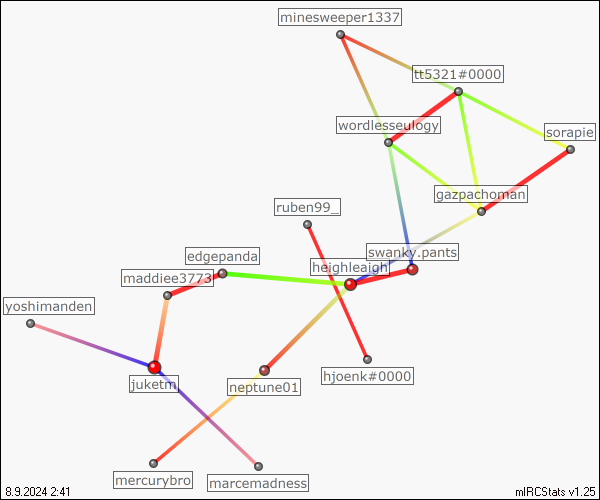 minesweeper1337
tt5321#0000
wordlesseulogy
sorapie
gazpachoman
ruben99_
swanky.pants
edgepanda
heighleaigh
maddiee3773
yoshimanden
hjoenk#0000
juketm
neptune01
mercurybro
marcemadness
8.9.2024 2:41
mIRCStats v1.25